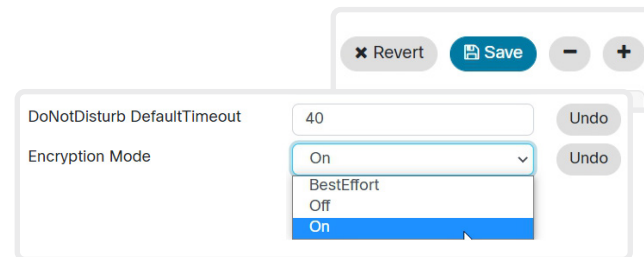 Revert Save
DoNotDisturb DefaultTimeout 40 Undo
Encryption Mode On Undo
BestEffort
Off
On